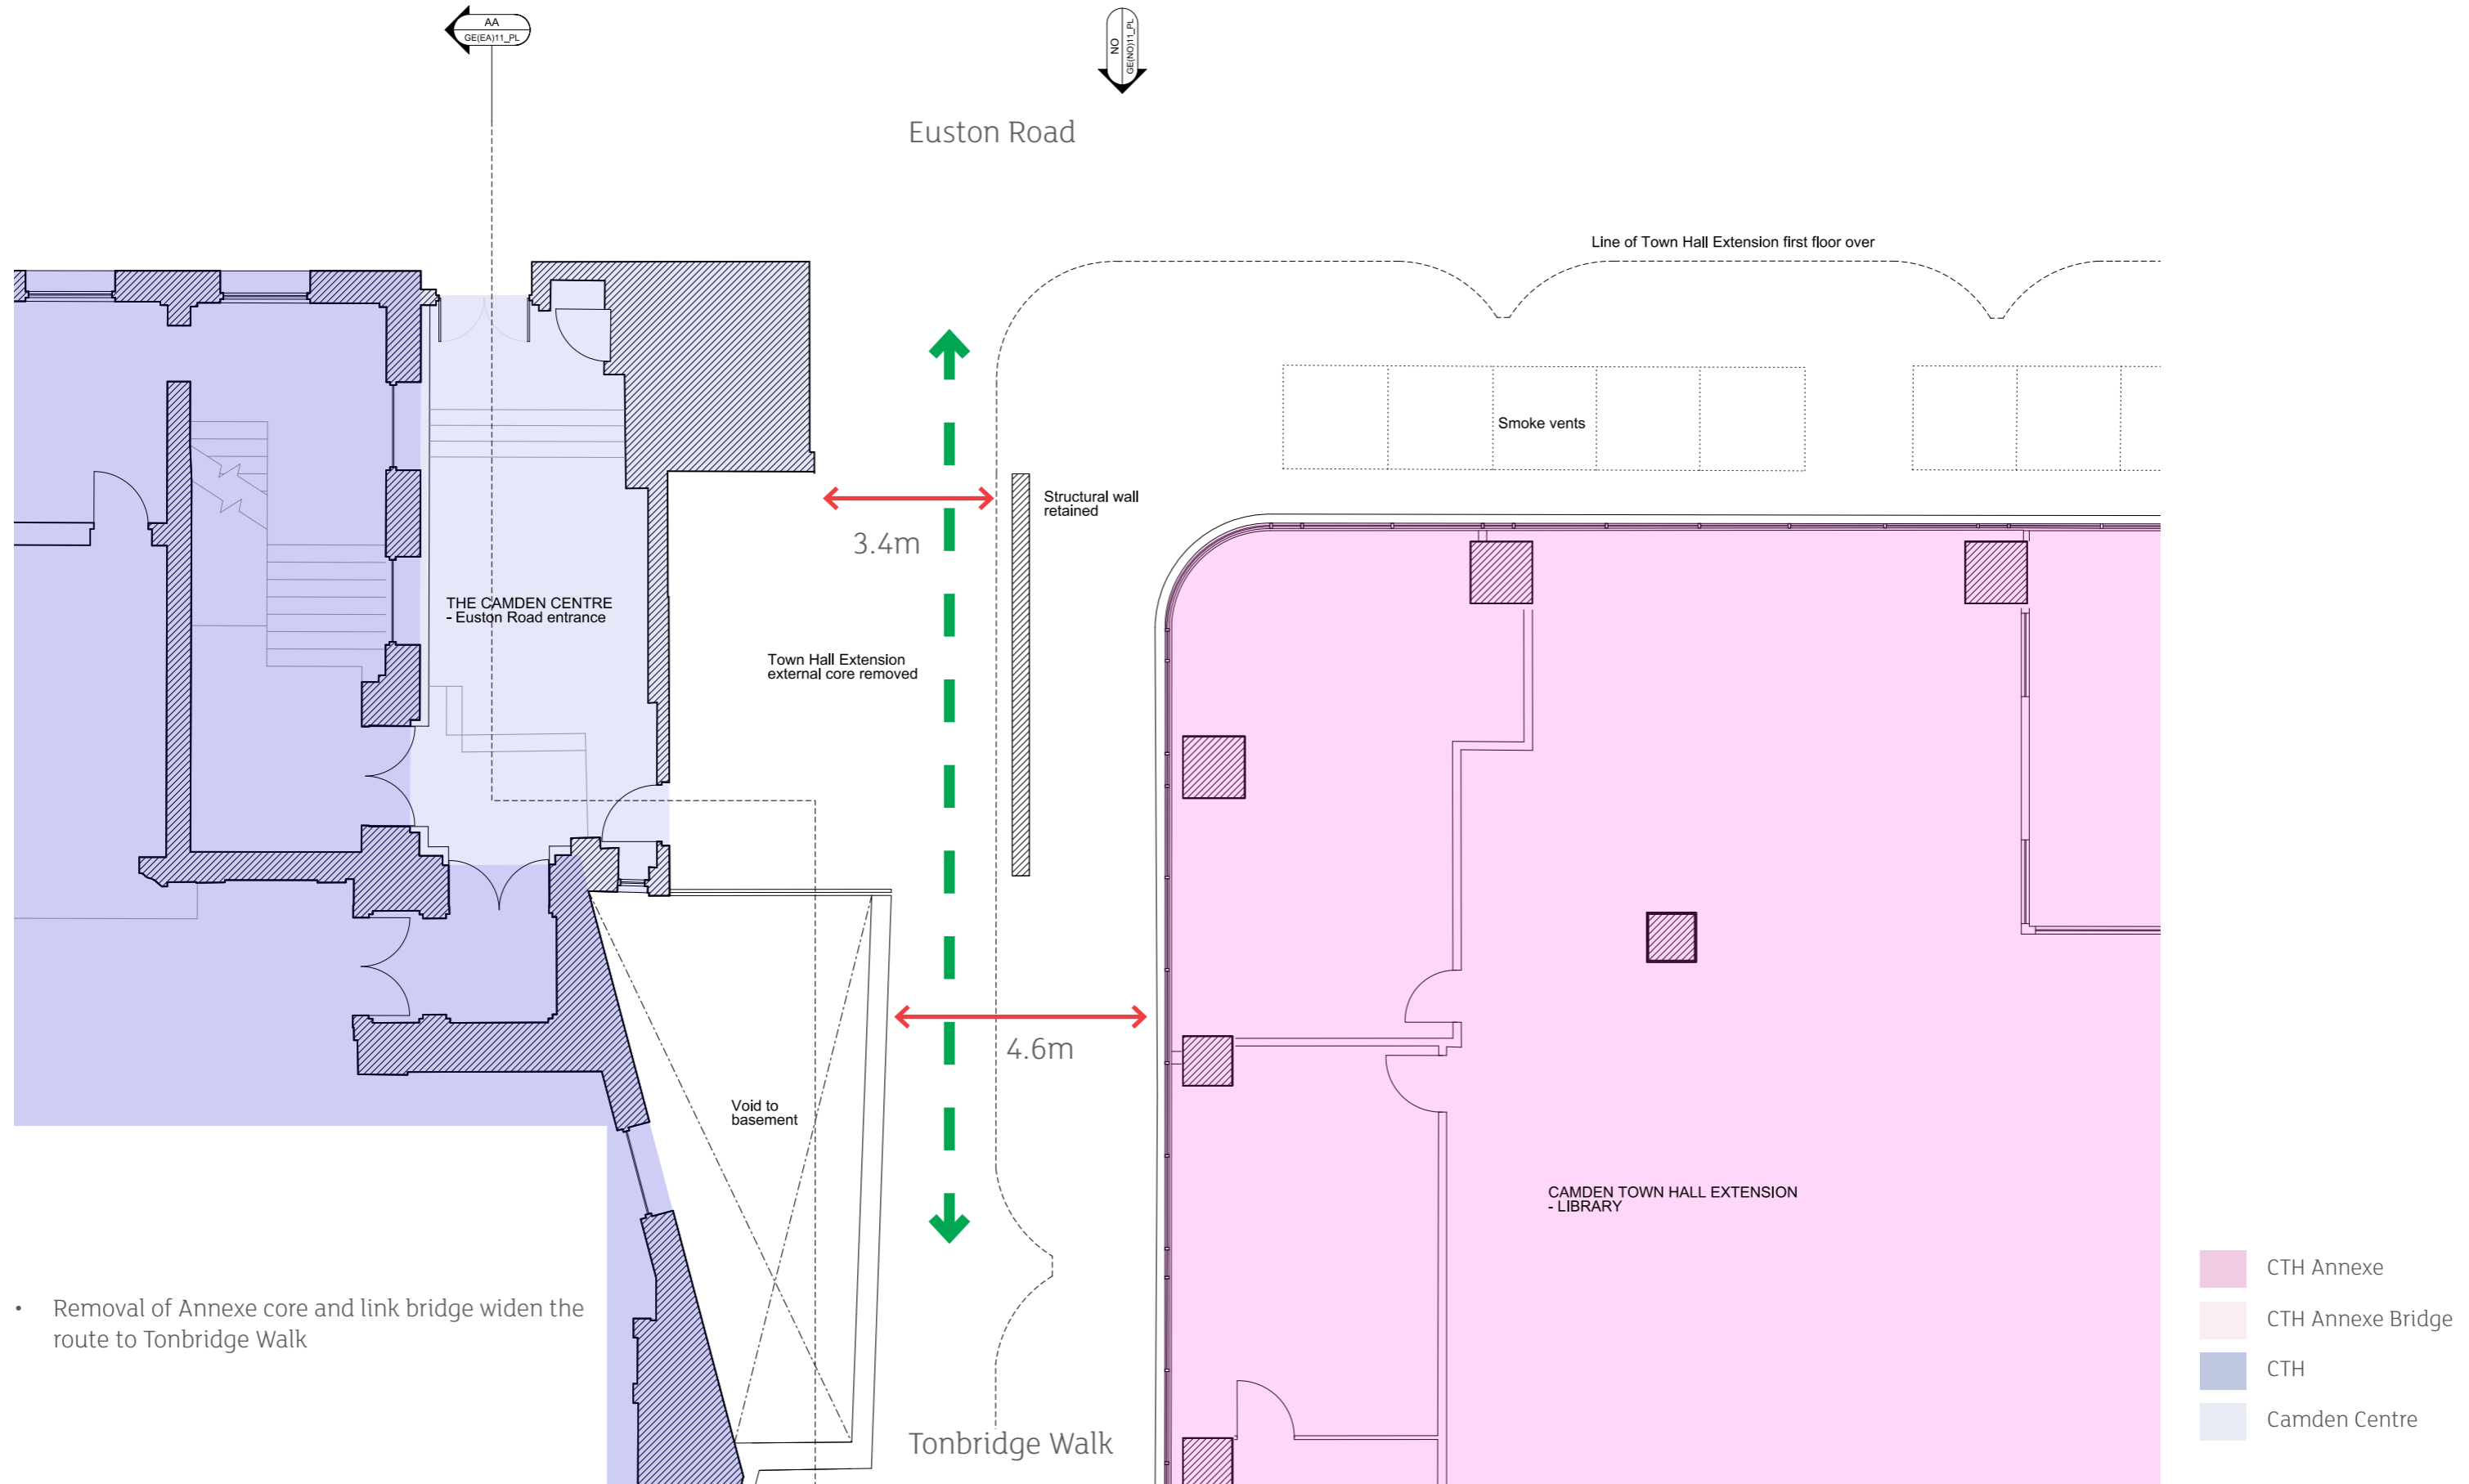 AA
GE(EA)11_PL
NO
GE(NO)11_PL
Euston Road
Line of Town Hall Extension first floor over
Smoke vents
Structural wall
retained
3.4m
THE CAMDEN CENTRE
- Euston Road entrance
Town Hall Extension
external core removed
4.6m
Void to
basement
CAMDEN TOWN HALL EXTENSION
- LIBRARY
• Removal of Annexe core and link bridge widen the
route to Tonbridge Walk
Tonbridge Walk
CTH Annexe
CTH Annexe Bridge
CTH
Camden Centre